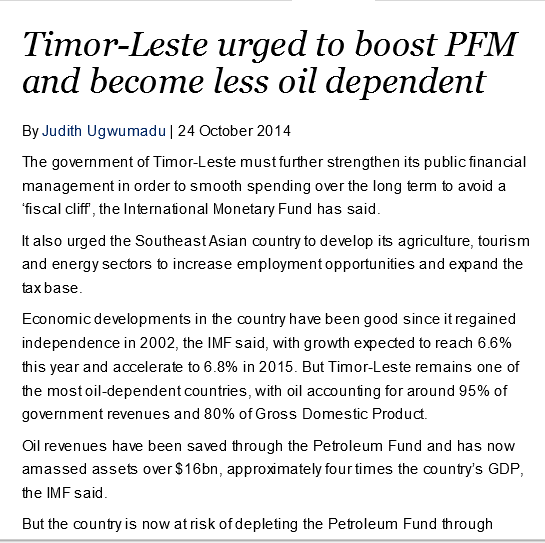 Timor-Leste urged to boost PFM
and become less oil dependent
By Judith Ugwumadu | 24 October 2014
The government of Timor-Leste must further strengthen its public financial
management in order to smooth spending over the long term to avoid a
‘fiscal cliff’, the International Monetary Fund has said.
It also urged the Southeast Asian country to develop its agriculture, tourism
and energy sectors to increase employment opportunities and expand the
tax base.
Economic developments in the country have been good since it regained
independence in 2002, the IMF said, with growth expected to reach 6.6%
this year and accelerate to 6.8% in 2015. But Timor-Leste remains one of
the most oil-dependent countries, with oil accounting for around 95% of
government revenues and 80% of Gross Domestic Product.
Oil revenues have been saved through the Petroleum Fund and has now
amassed assets over $16bn, approximately four times the country’s GDP,
the IMF said.
But the country is now at risk of depleting the Petroleum Fund through